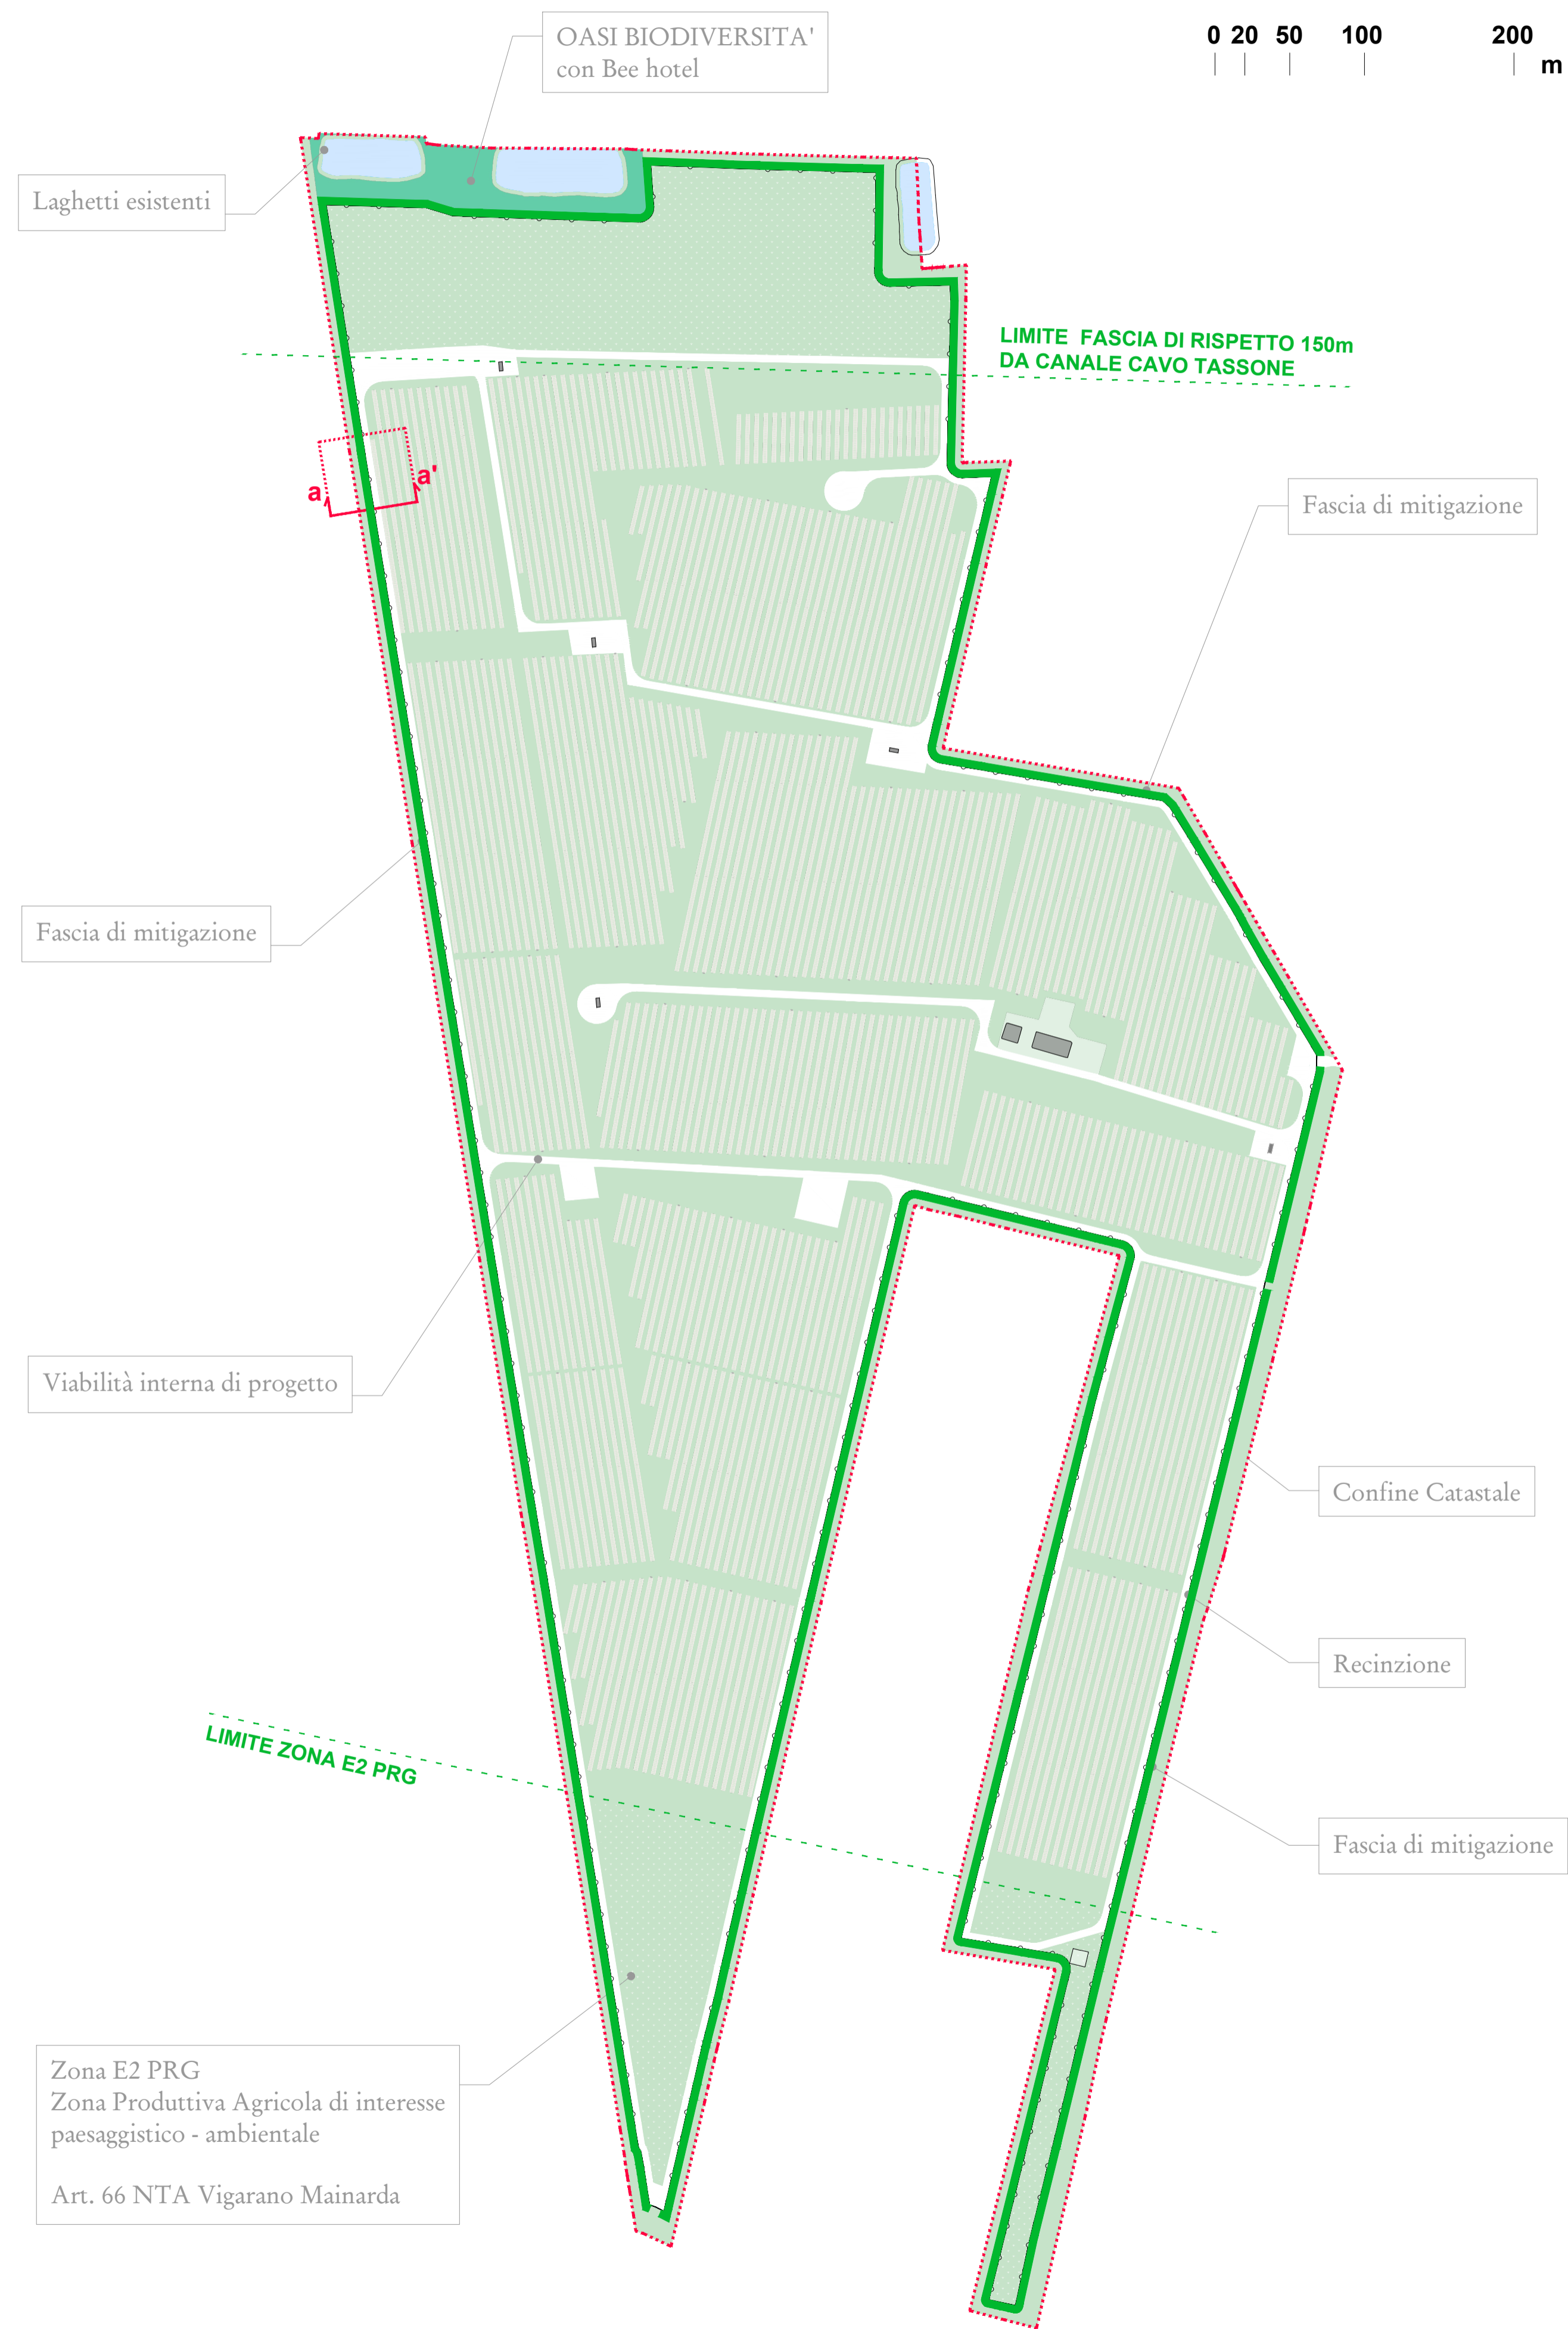 OASI BIODIVERSITA'
con Bee hotel
0 20 50 100 200
m
Laghetti esistenti
LIMITE FASCIA DI RISPETTO 150m
DA CANALE CAVO TASSONE
a
a'
Fascia di mitigazione
Fascia di mitigazione
Viabilità interna di progetto
Confine Catastale
Recinzione
LIMITE ZONA E2 PRG
Fascia di mitigazione
Zona E2 PRG
Zona Produttiva Agricola di interesse
paesaggistico - ambientale
Art. 66 NTA Vigarano Mainarda